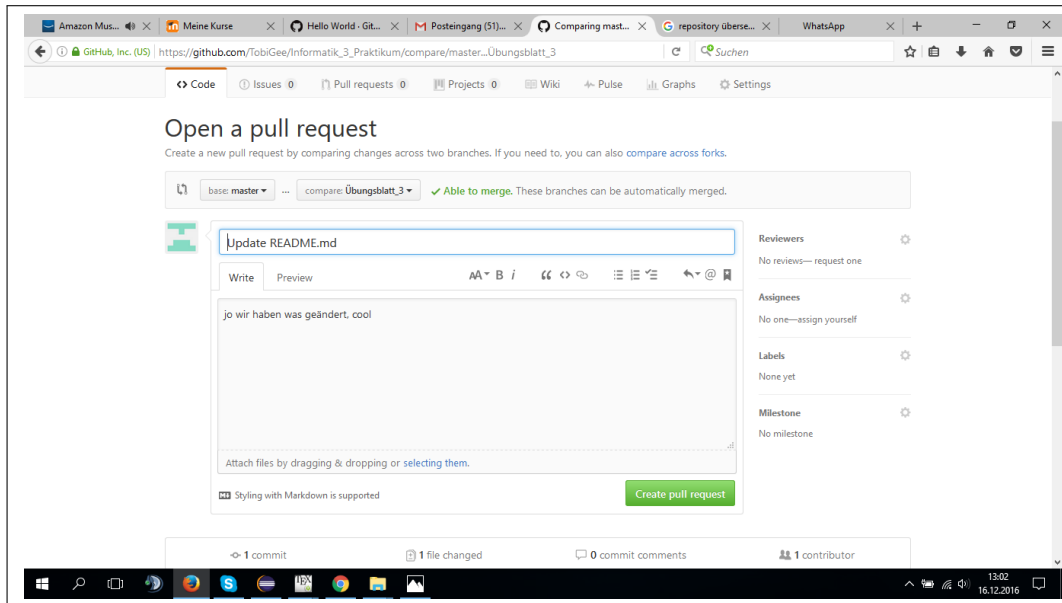 Amazon Mus... Meine Kurse Hello World · Git... Posteingang (51)... Comparing mast... repository überse... WhatsApp
GitHub, Inc. (US) https://github.com/TobiGee/Informatik_3_Praktikum/compare/master...Übungsblatt_3 Suchen
Code Issues 0 Pull requests 0 Projects 0 Wiki Pulse Graphs Settings
Open a pull request
Create a new pull request by comparing changes across two branches. If you need to, you can also compare across forks.
base: master ... compare: Übungsblatt_3 Able to merge. These branches can be automatically merged.
Update README.md
Write Preview AA B i
jo wir haben was geändert, cool
Attach files by dragging & dropping or selecting them.
Styling with Markdown is supported
Create pull request
Reviewers
No reviews— request one
Assignees
No one—assign yourself
Labels
None yet
Milestone
No milestone
1 commit 1 file changed 0 commit comments 1 contributor
13:02
16.12.2016